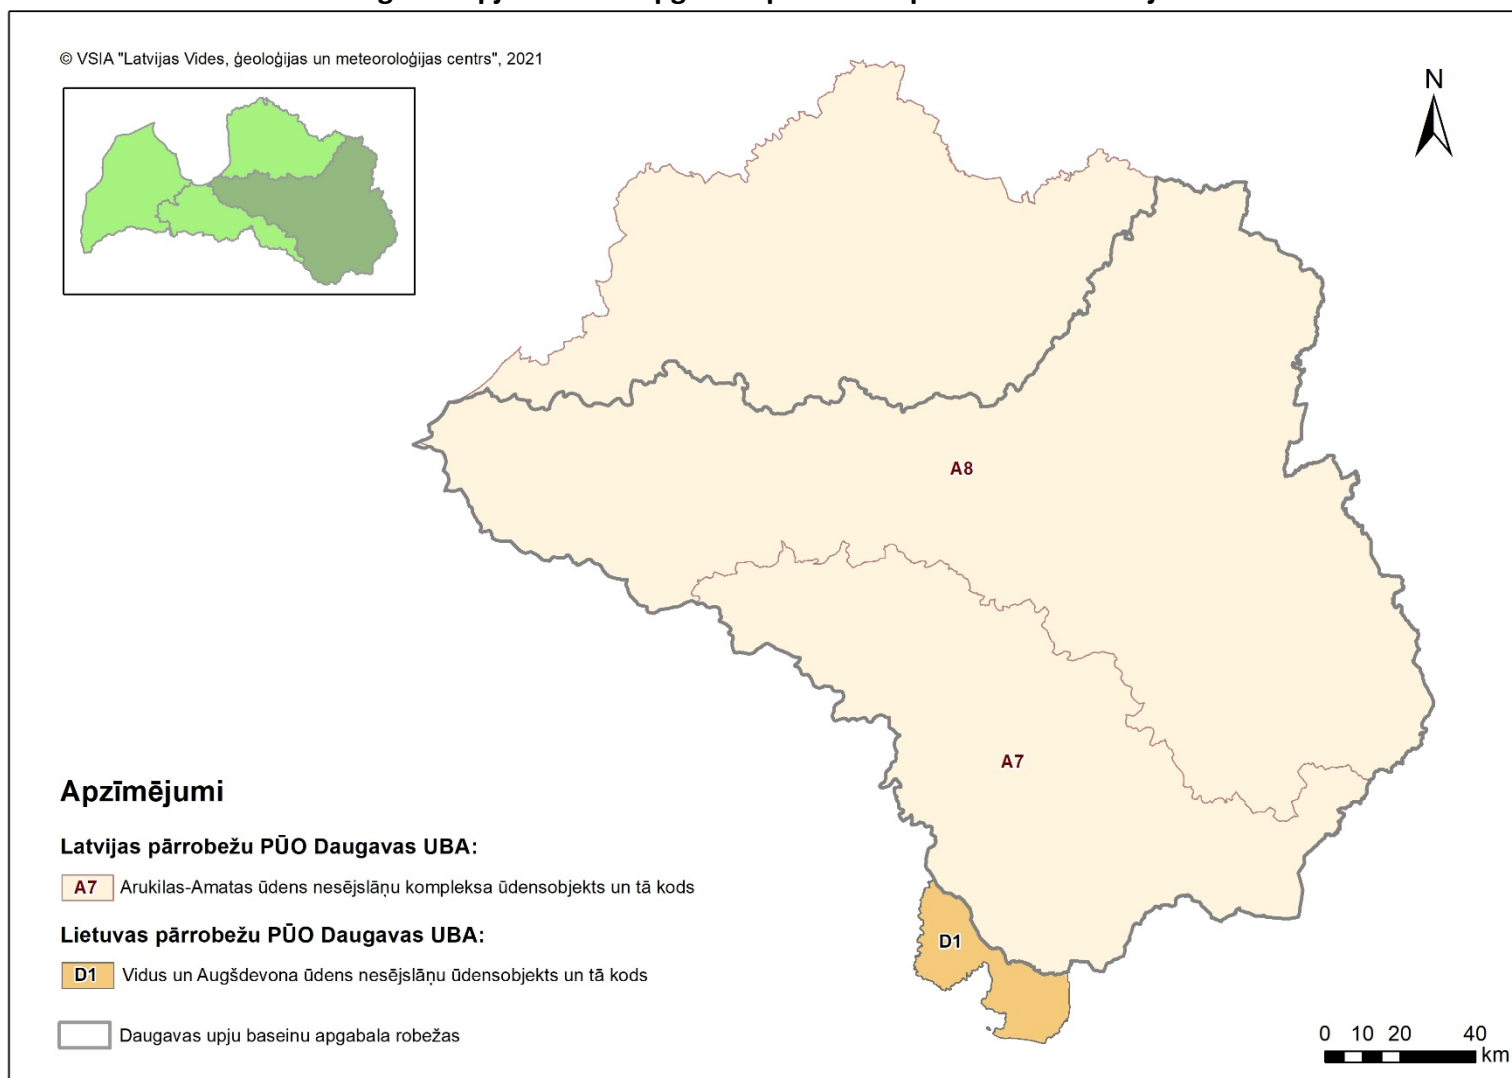 © VSIA "Latvijas Vides, ģeoloģijas un meteoroloģijas centrs", 2021
N
A8
A7
D1
Apzīmējumi
Latvijas pārrobežu PŪO Daugavas UBA:
A7 Arukilas-Amatas ūdens nesējslāņu kompleksa ūdensobjekts un tā kods
Lietuvas pārrobežu PŪO Daugavas UBA:
D1 Vidus un Augšdevona ūdens nesējslāņu ūdensobjekts un tā kods
Daugavas upju baseinu apgabala robežas
0 10 20 40
km